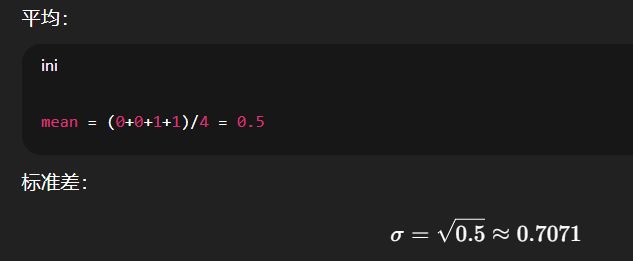 平均：
ini
mean = (0+0+1+1)/4 = 0.5
标准差：
σ = √0.5 ≈ 0.7071